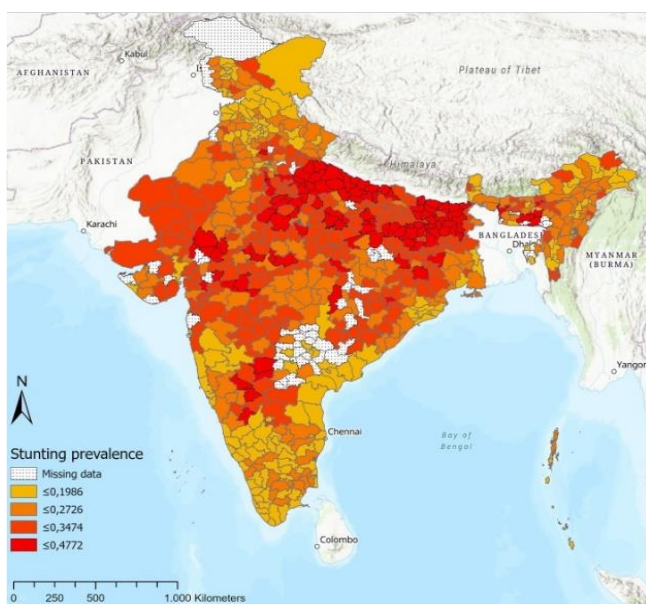 Kabul
AFGHANISTAN
Plateau of Tibet
PAKISTAN
Himalaya
Karachi
BANGLADESH
Dha
MYANMAR
(BURMA)
Yangon
N
Chennai
Bay of
Bengal
Stunting prevalence
Missing data
≤0,1986
≤0,2726
≤0,3474
≤0,4772
Colombo
0 250 500 1.000 Kilometers